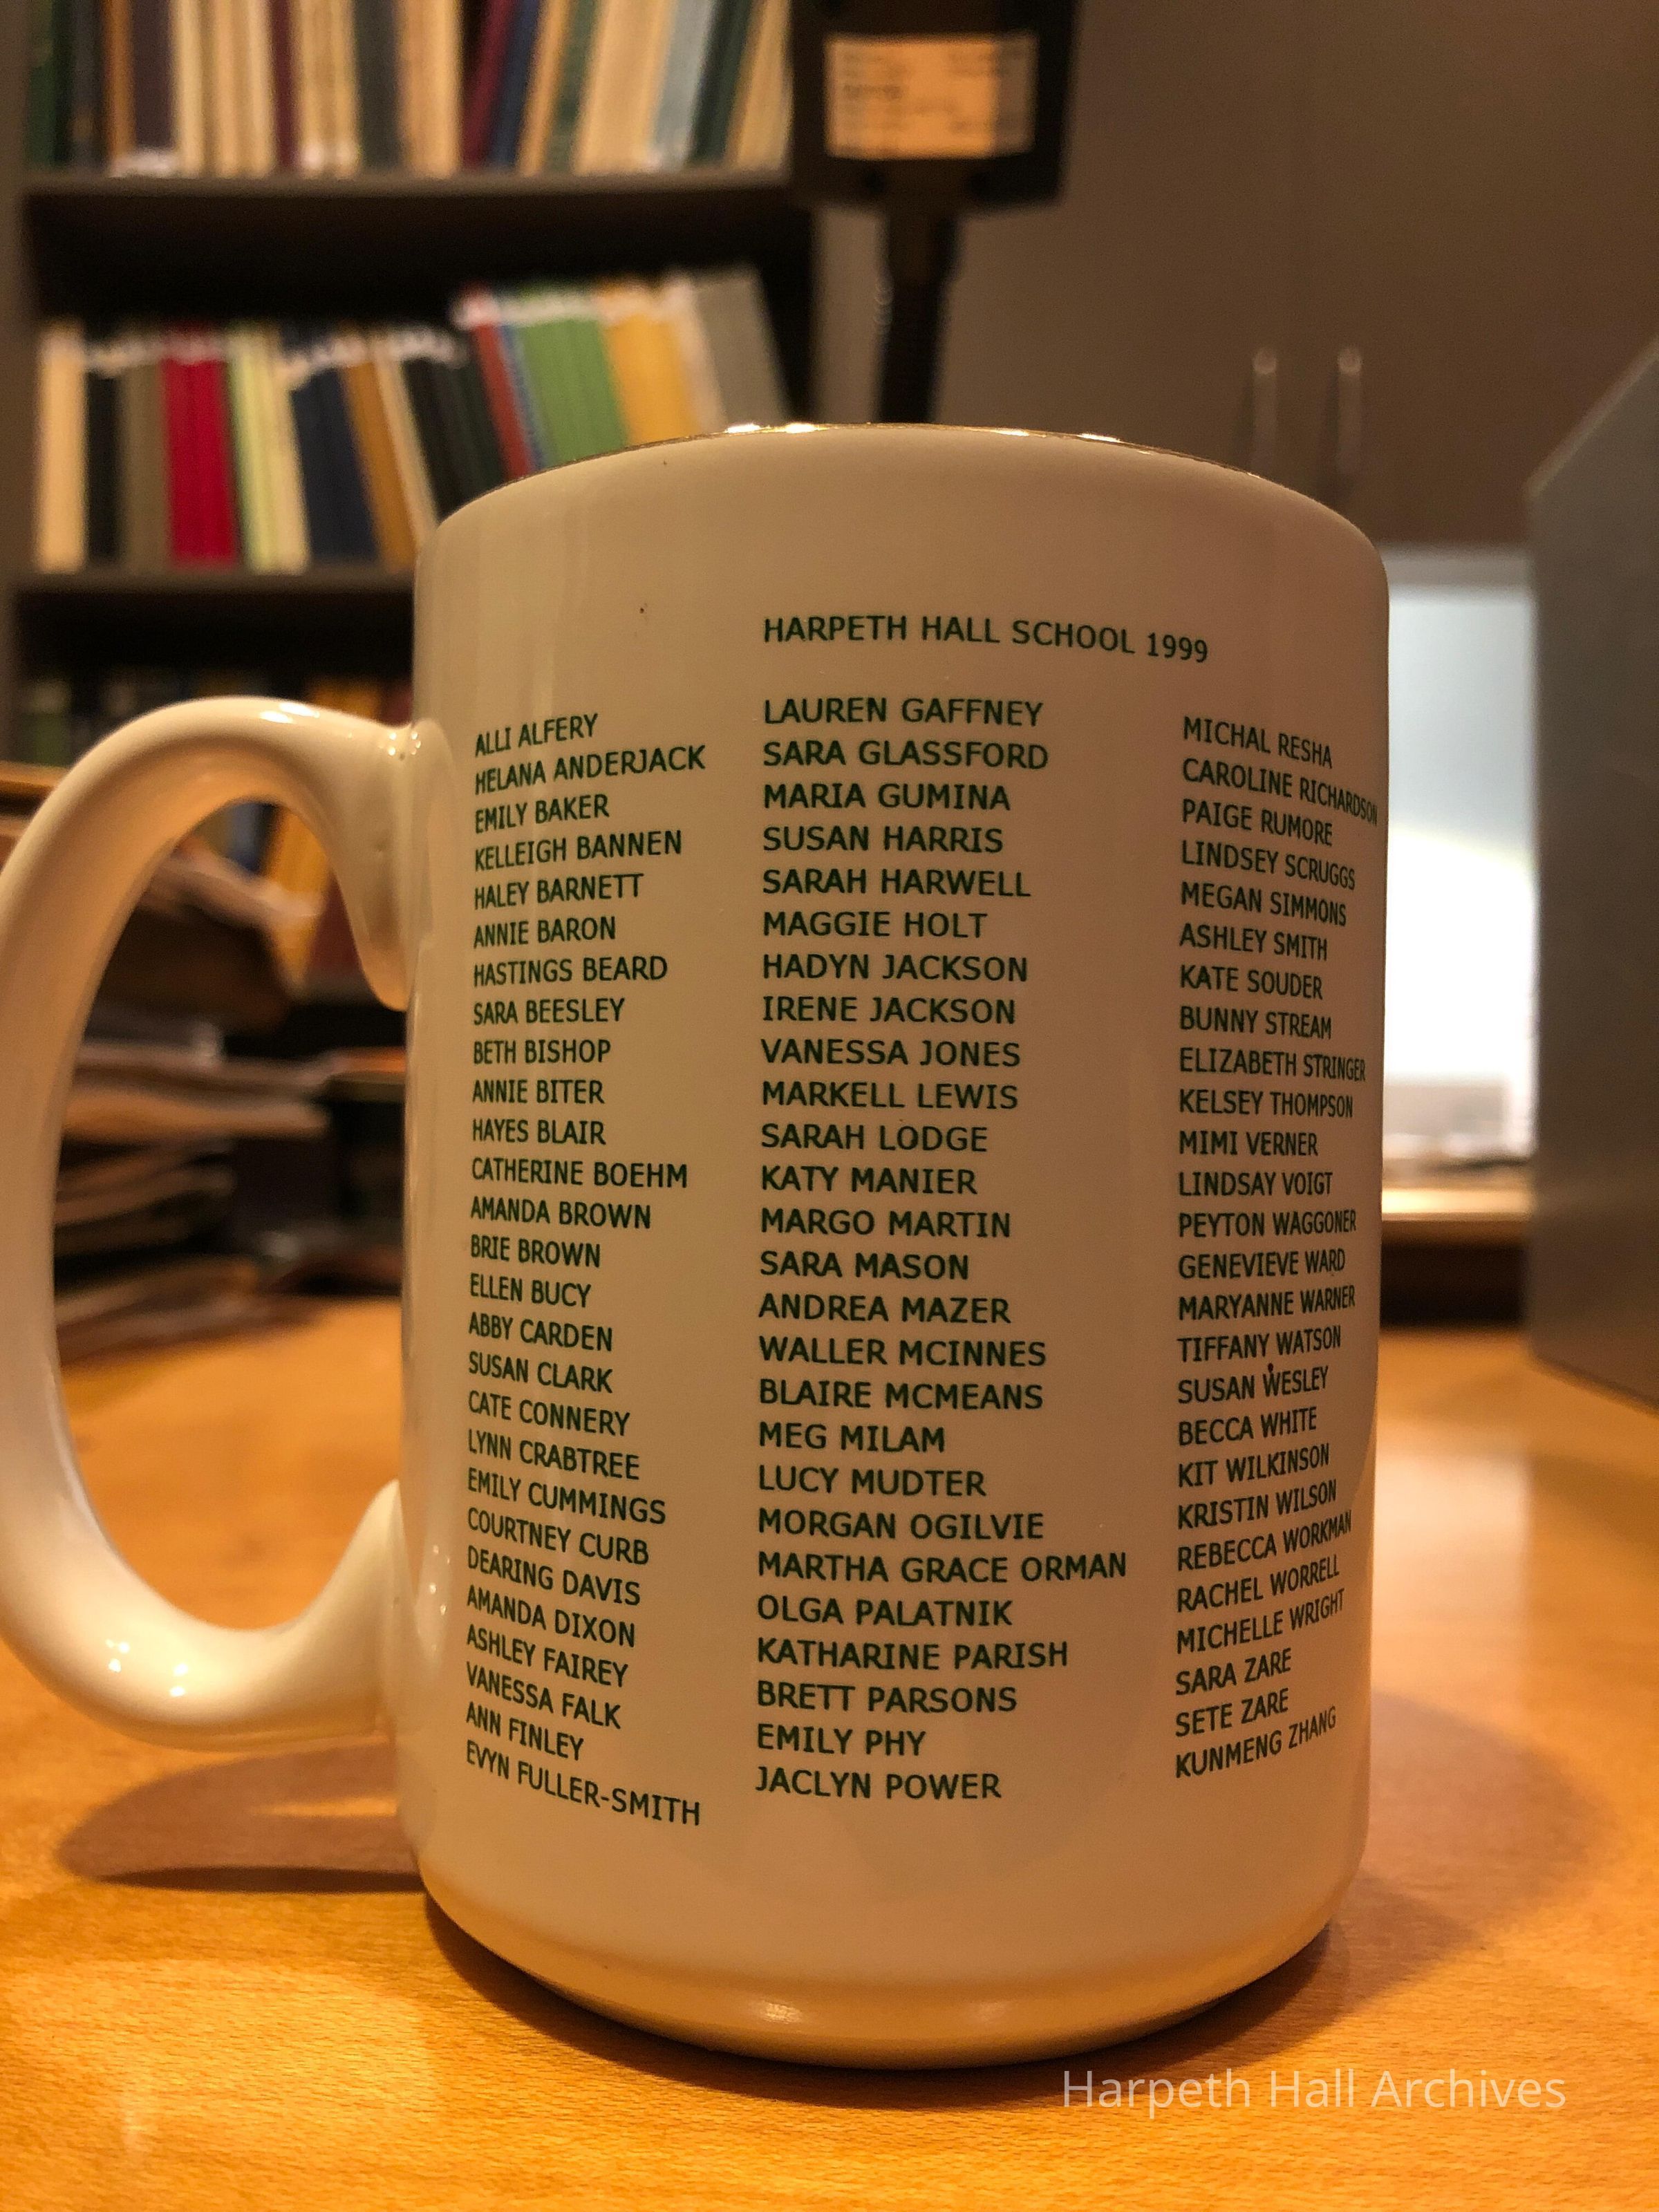 HARPETH HALL SCHOOL 1999
ALLI ALFERY
HELANA ANDERJACK
EMILY BAKER
KELLEIGH BANNEN
HALEY BARNETT
ANNIE BARON
HASTINGS BEARD
SARA BEESLEY
BETH BISHOP
ANNIE BITER
HAYES BLAIR
CATHERINE BOEHM
AMANDA BROWN
BRIE BROWN
ELLEN BUCY
ABBY CARDEN
SUSAN CLARK
CATE CONNERY
LYNN CRABTREE
EMILY CUMMINGS
COURTNEY CURB
DEARING DAVIS
AMANDA DIXON
ASHLEY FAIREY
VANESSA FALK
ANN FINLEY
EVYN FULLER-SMITH
LAUREN GAFFNEY
SARA GLASSFORD
MARIA GUMINA
SUSAN HARRIS
SARAH HARWELL
MAGGIE HOLT
HADYN JACKSON
IRENE JACKSON
VANESSA JONES
MARKELL LEWIS
SARAH LODGE
KATY MANIER
MARGO MARTIN
SARA MASON
ANDREA MAZER
WALLER MCINNES
BLAIRE MCMEANS
MEG MILAM
LUCY MUDTER
MORGAN OGILVIE
MARTHA GRACE ORMAN
OLGA PALATNIK
KATHARINE PARISH
BRETT PARSONS
EMILY PHY
JACLYN POWER
MICHAL RESHA
CAROLINE RICHARDSON
PAIGE RUMORE
LINDSEY SCRUGGS
MEGAN SIMMONS
ASHLEY SMITH
KATE SOUDER
BUNNY STREAM
ELIZABETH STRINGER
KELSEY THOMPSON
MIMI VERNER
LINDSAY VOIGT
PEYTON WAGGONER
GENEVIEVE WARD
MARYANNE WARNER
TIFFANY WATSON
SUSAN WESLEY
BECCA WHITE
KIT WILKINSON
KRISTIN WILSON
REBECCA WORKMAN
RACHEL WORRELL
MICHELLE WRIGHT
SARA ZARE
SETE ZARE
KUNMENG ZHANG
Harpeth Hall Archives